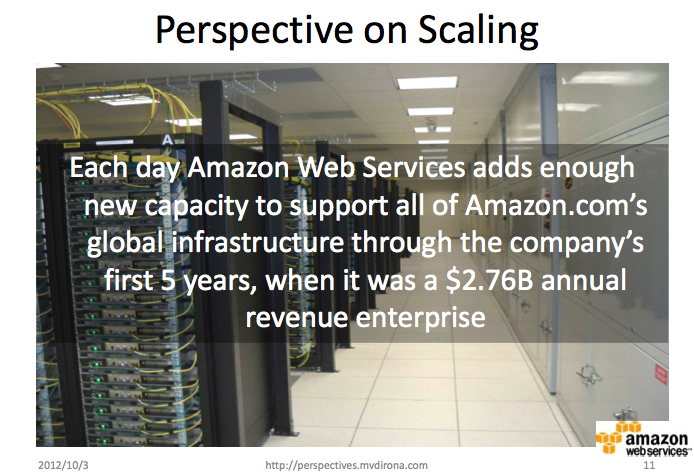 Perspective on Scaling
A
Each day Amazon Web Services adds enough
new capacity to support all of Amazon.com’s
global infrastructure through the company’s
first 5 years, when it was a $2.76B annual
revenue enterprise
amazon
webservices™
2012/10/3
http://perspectives.mvdirona.com
11